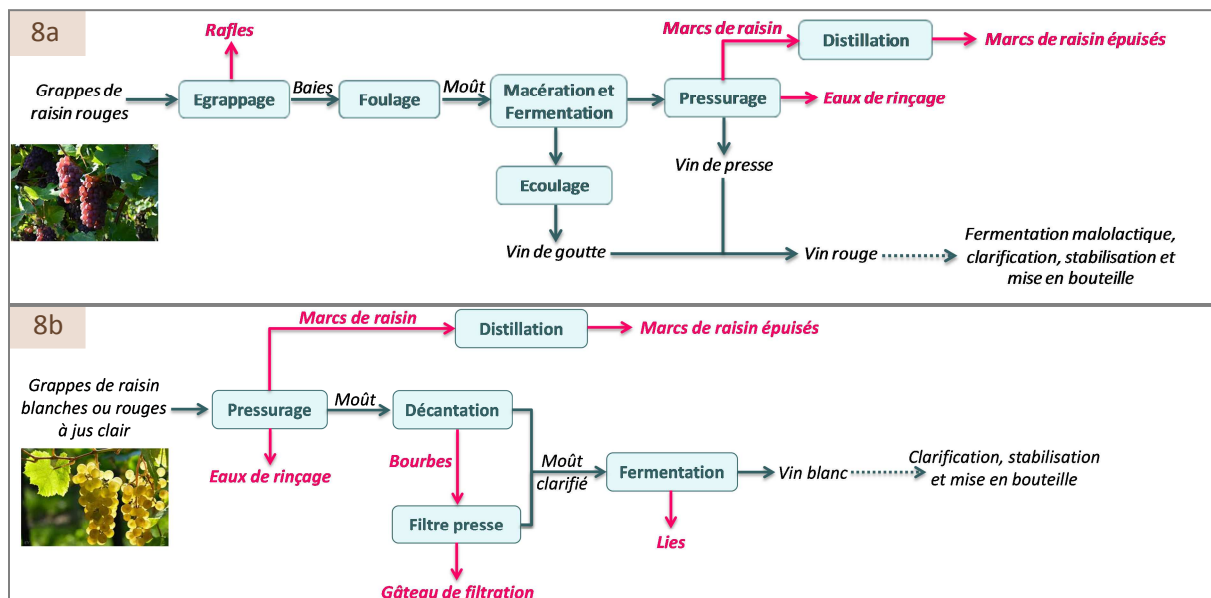 8a
Rafles
Marcs de raisin
Distillation
Marcs de raisin épuisés
Grappes de
raisin rouges
Egrappage
Baies
Foulage
Moût
Macération et
Fermentation
Pressurage
Eaux de rinçage
Ecoulage
Vin de presse
Vin de goutte
Vin rouge
Fermentation malolactique,
clarification, stabilisation et
mise en bouteille
8b
Marcs de raisin
Distillation
Marcs de raisin épuisés
Grappes de raisin
blanches ou rouges
à jus clair
Pressurage
Moût
Décantation
Eaux de rinçage
Bourbes
Moût
clarifié
Fermentation
Vin blanc
Clarification, stabilisation
et mise en bouteille
Filtre presse
Lies
Gâteau de filtration